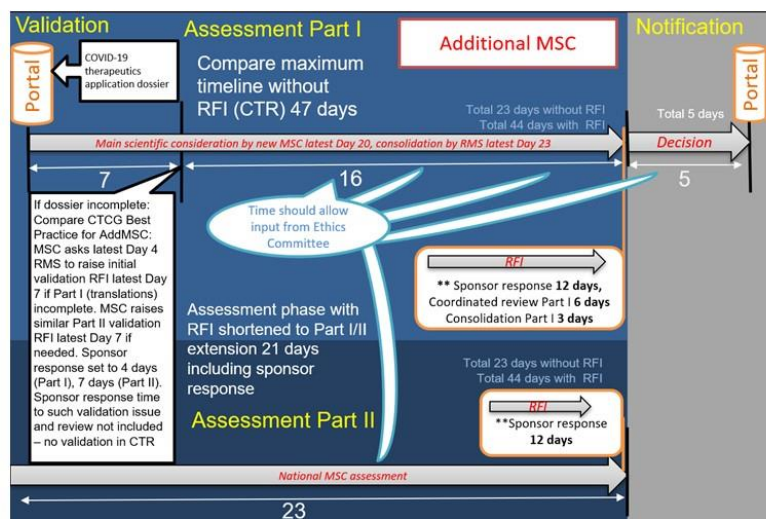 Validation
Assessment Part I
Additional MSC
Notification
Portal
COVID-19
therapeutics
application dossier
Compare maximum
timeline without
RFI (CTR) 47 days
Total 23 days without RFI
Total 44 days with RFI
Total 5 days
Portal
Main scientific consideration by new MSC latest Day 20, consolidation by RMS latest Day 23
Decision
7
16
5
If dossier incomplete:
Compare CTCG Best
Practice for AddMSC:
MSC asks latest Day 4
RMS to raise initial
validation RFI latest Day
7 if Part I (translations)
incomplete. MSC raises
similar Part II validation
RFI latest Day 7 if
needed. Sponsor
response set to 4 days
(Part I), 7 days (Part II).
Sponsor response time
to such validation issue
and review not included
– no validation in CTR
Time should allow
input from Ethics
Committee
RFI
** Sponsor response 12 days,
Coordinated review Part I 6 days
Consolidation Part I 3 days
Assessment phase with
RFI shortened to Part I/II
extension 21 days
including sponsor
response
Total 23 days without RFI
Total 44 days with RFI
Assessment Part II
RFI
**Sponsor response
12 days
National MSC assessment
23